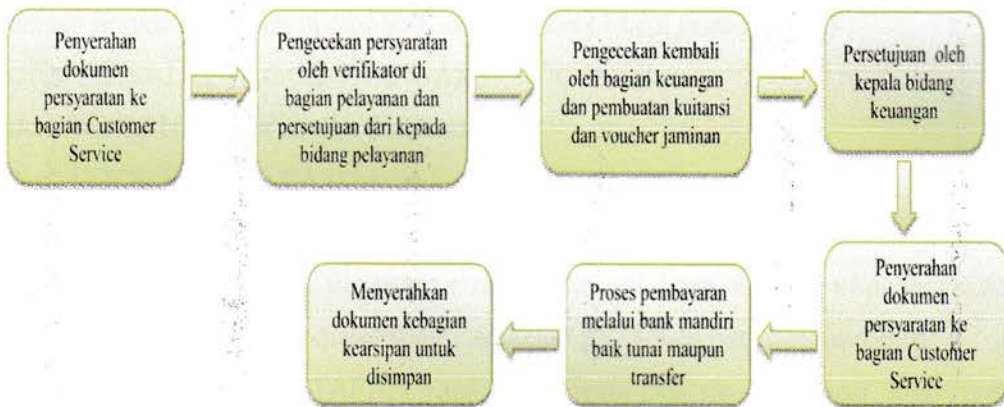 Penyerahan
dokumen
persyaratan ke
bagian Customer
Service
Pengecekan persyaratan
oleh verifikator di
bagian pelayanan dan
persetujuan dari kepada
bidang pelayanan
Pengecekan kembali
oleh bagian keuangan
dan pembuatan kuitansi
dan voucher jaminan
Persetujuan oleh
kepala bidang
keuangan
Penyerahan
dokumen
persyaratan ke
bagian Customer
Service
Proses pembayaran
melalui bank mandiri
baik tunai maupun
transfer
Menyerahkan
dokumen kebagian
kearsipan untuk
disimpan